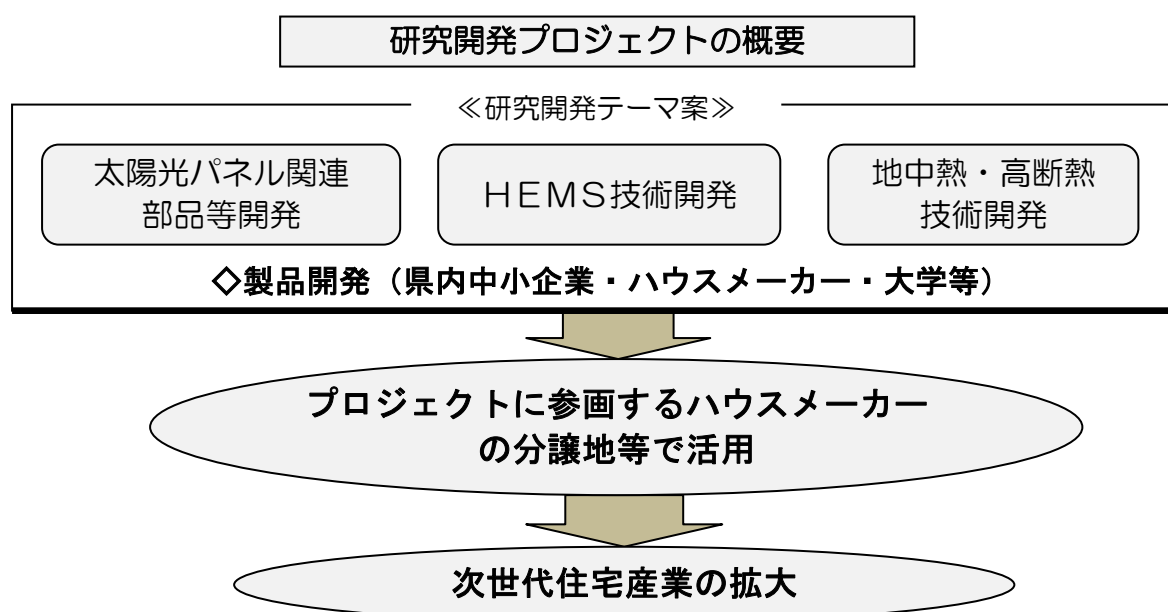 研究開発プロジェクトの概要
≪研究開発テーマ案≫
太陽光パネル関連
部品等開発
ＨＥＭＳ技術開発
地中熱・高断熱
技術開発
◇製品開発（県内中小企業・ハウスメーカー・大学等）
プロジェクトに参画するハウスメーカー
の分譲地等で活用
次世代住宅産業の拡大